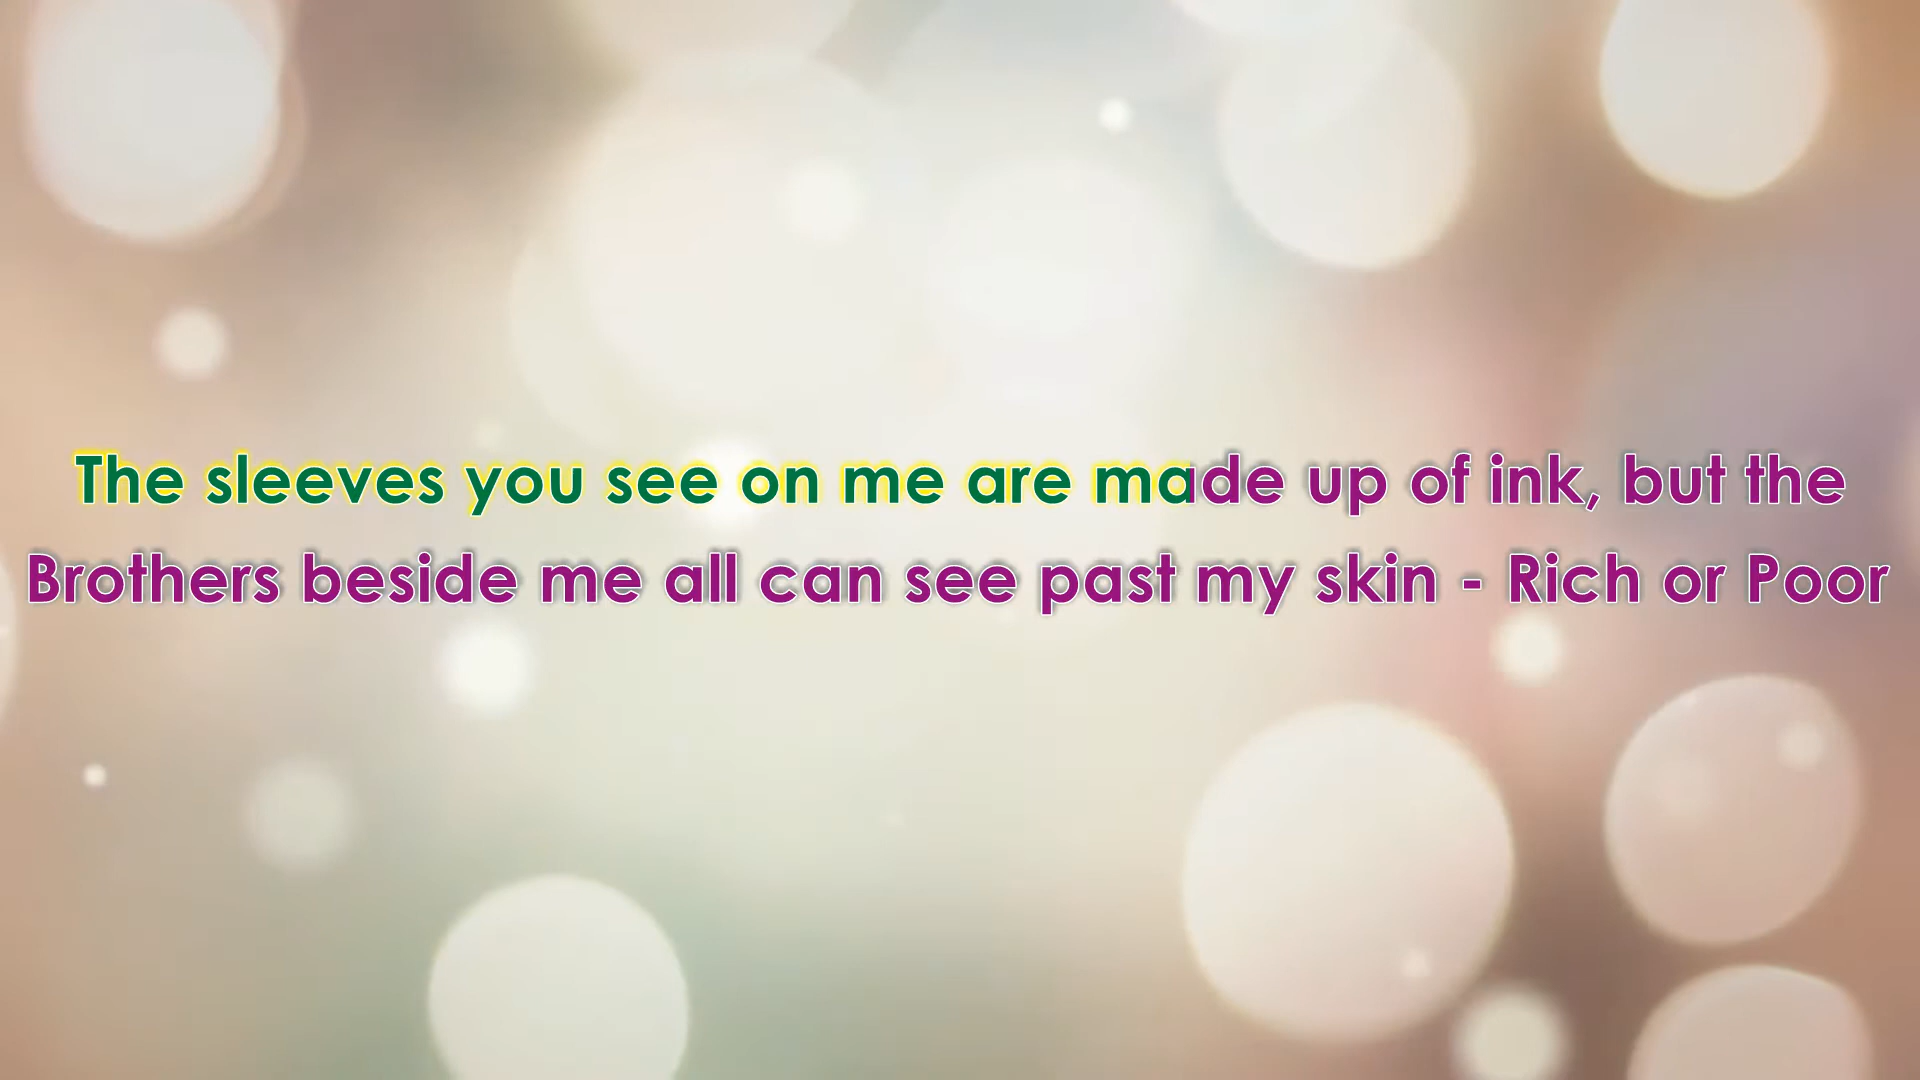 The sleeves you see on me are made up of ink, but the
Brothers beside me all can see past my skin - Rich or Poor